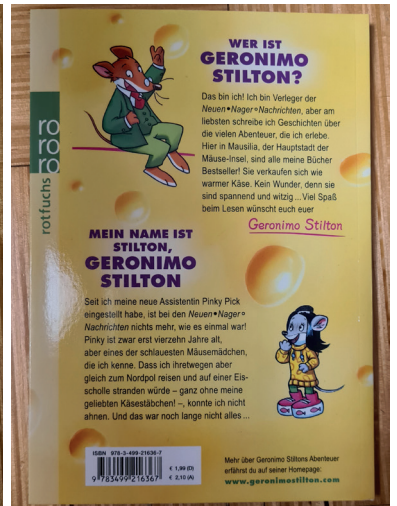 WER IST
GERONIMO
STILTON?
Das bin ich! Ich bin Verleger der
Neuen•Nager•Nachrichten, aber am
liebsten schreibe ich Geschichten über
die vielen Abenteuer, die ich erlebe.
Hier in Mausilia, der Hauptstadt der
Mäuse-Insel, sind alle meine Bücher
Bestseller! Sie verkaufen sich wie
warmer Käse. Kein Wunder, denn sie
sind spannend und witzig ... Viel Spaß
beim Lesen wünscht euch euer
Geronimo Stilton
ro
ro
ro
rotfuchs
MEIN NAME IST
STILTON,
GERONIMO
STILTON
Seit ich meine neue Assistentin Pinky Pick
eingestellt habe, ist bei den Neuen•Nager•
Nachrichten nichts mehr, wie es einmal war!
Pinky ist zwar erst vierzehn Jahre alt,
aber eines der schlauesten Mäusemädchen,
die ich kenne. Dass ich ihretwegen aber
gleich zum Nordpol reisen und auf einer Eis-
scholle stranden würde – ganz ohne meine
geliebten Käsestäbchen! –, konnte ich nicht
ahnen. Und das war noch lange nicht alles ...
ISBN 978-3-499-21636-7
9 783499 216367
€ 1,99 (D)
€ 2,10 (A)
Mehr über Geronimo Stiltons Abenteuer
erfährst du auf seiner Homepage:
www.geronimostilton.com